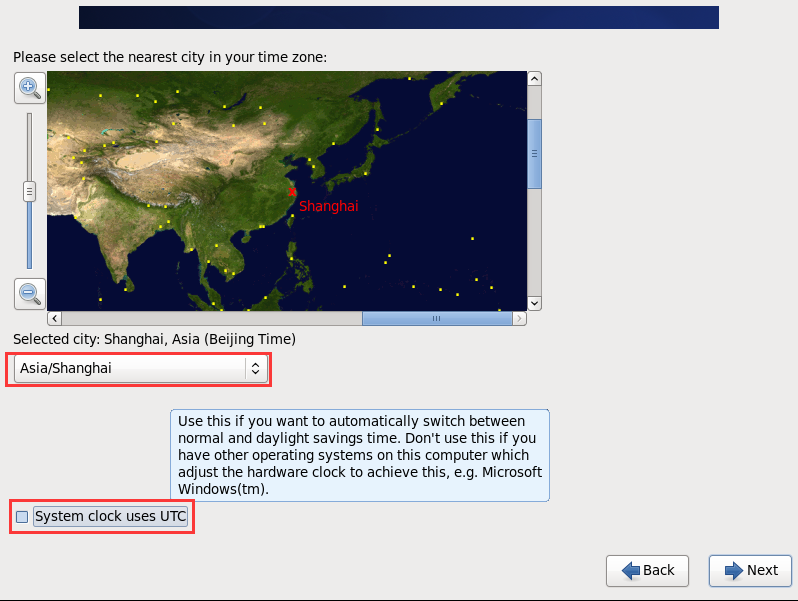 Please select the nearest city in your time zone:
Shanghai
Selected city: Shanghai, Asia (Beijing Time)
Asia/Shanghai
Use this if you want to automatically switch between
normal and daylight savings time. Don't use this if you
have other operating systems on this computer which
adjust the hardware clock to achieve this, e.g. Microsoft
Windows(tm).
System clock uses UTC
Back
Next